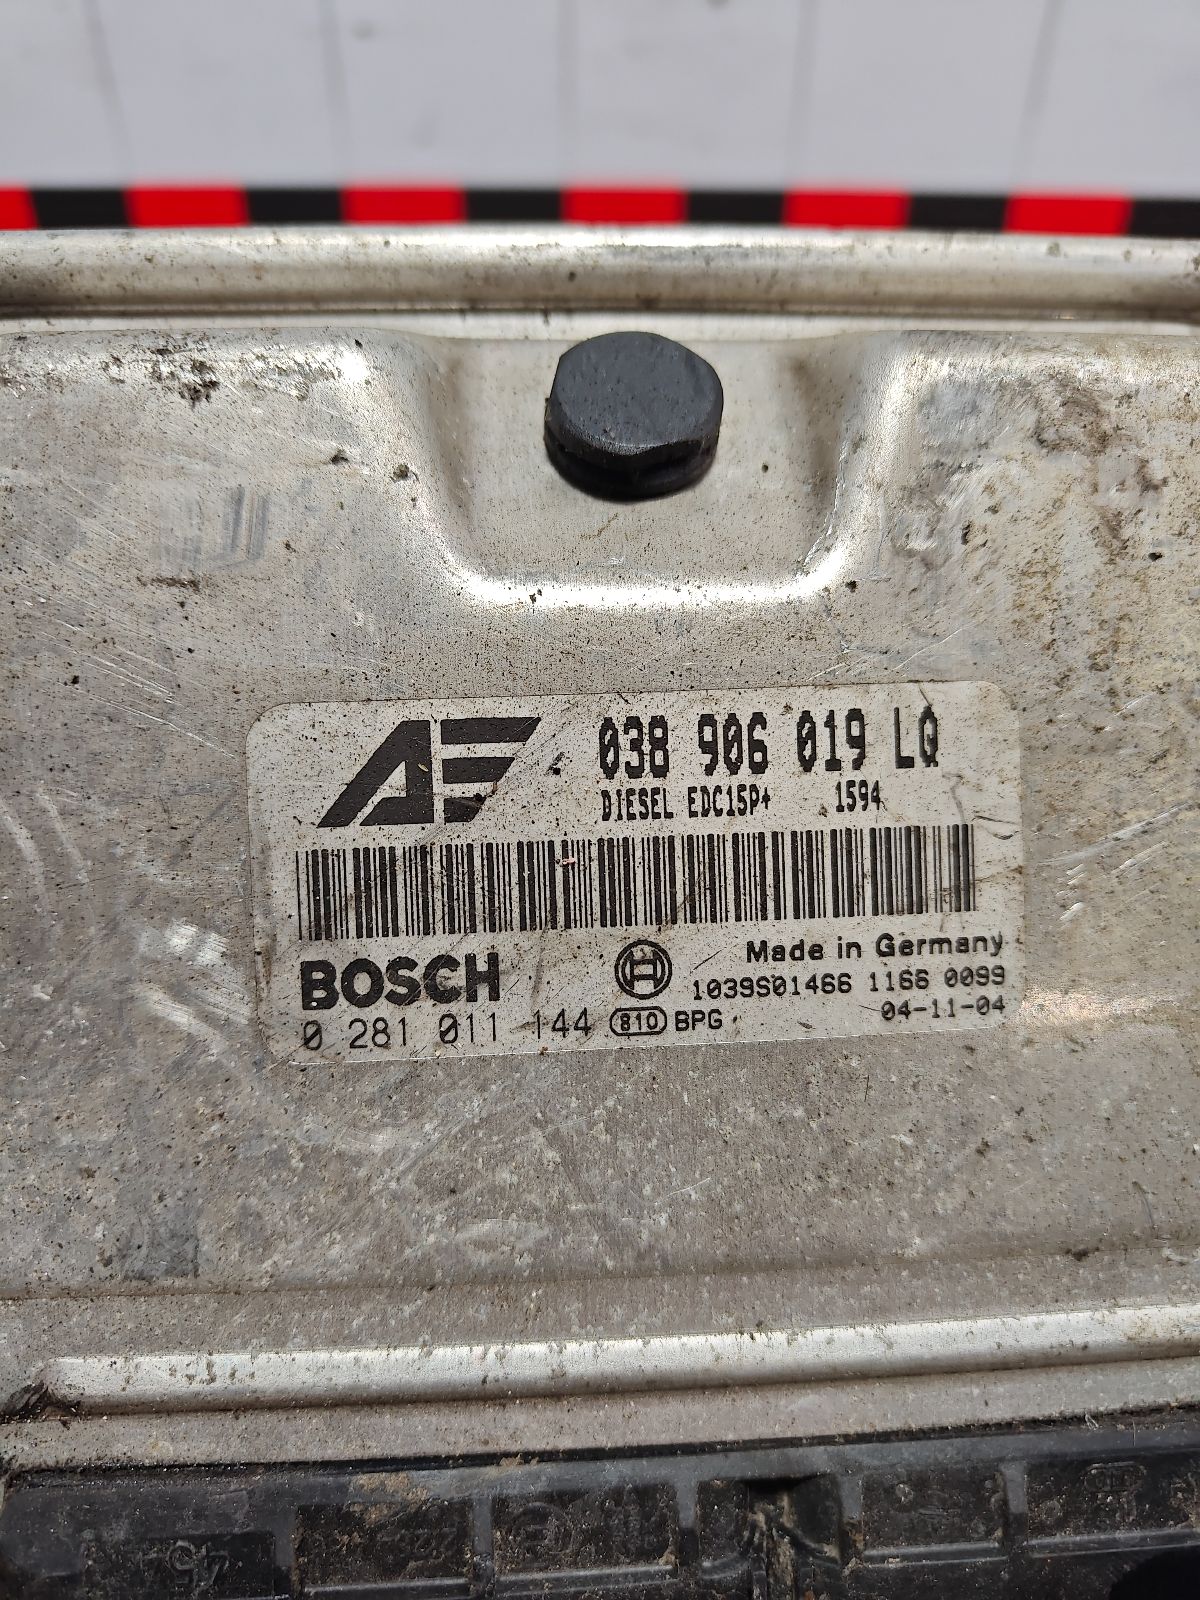 AE 038 906 019 LQ
DIESEL EDC15P+ 1594
BOSCH
Made in Germany
1039S01466 1166 0099
0 281 011 144 810 BPG
04-11-04